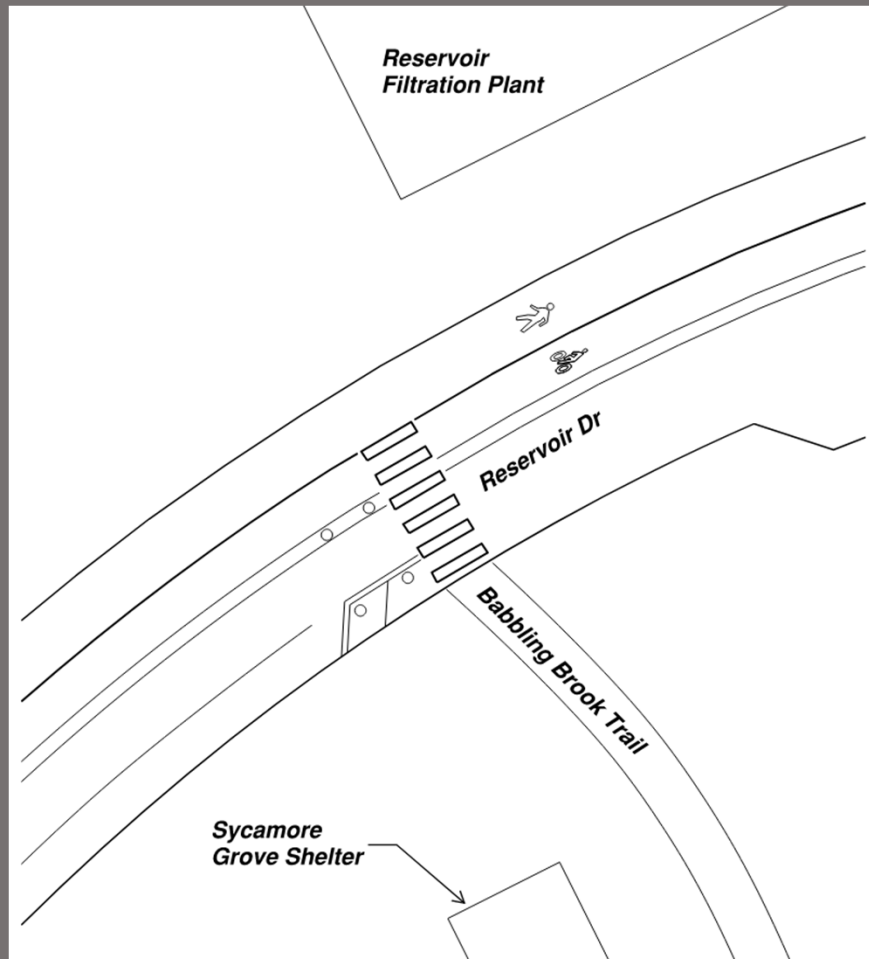 Reservoir
Filtration Plant
Reservoir Dr
Babbling Brook Trail
Sycamore
Grove Shelter